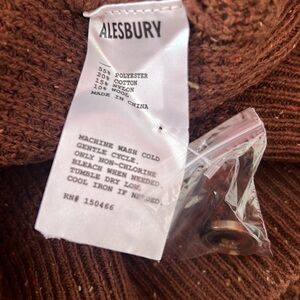 ALESBURY
55% POLYESTER
20% COTTON
15% NYLON
10% WOOL
MADE IN CHINA
MACHINE WASH COLD
GENTLE CYCLE.
ONLY NON-CHLORINE
BLEACH WHEN NEEDED
TUMBLE DRY LOW.
COOL IRON IF NEEDED.
RN# 150466